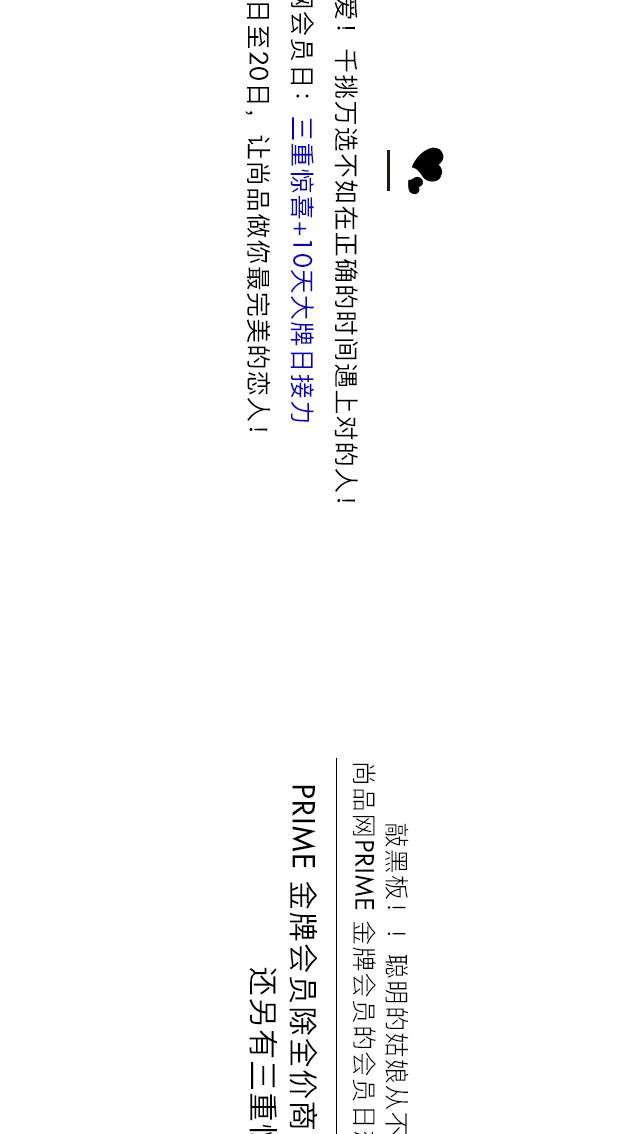 爱！千挑万选不如在正确的时间遇上对的人！
网会员日：三重惊喜+10天大牌日接力
日至20日，让尚品做你最完美的恋人！
敲黑板！！聪明的姑娘从不
尚品网PRIME 金牌会员的会员日
PRIME 金牌会员除全价商
还另有三重